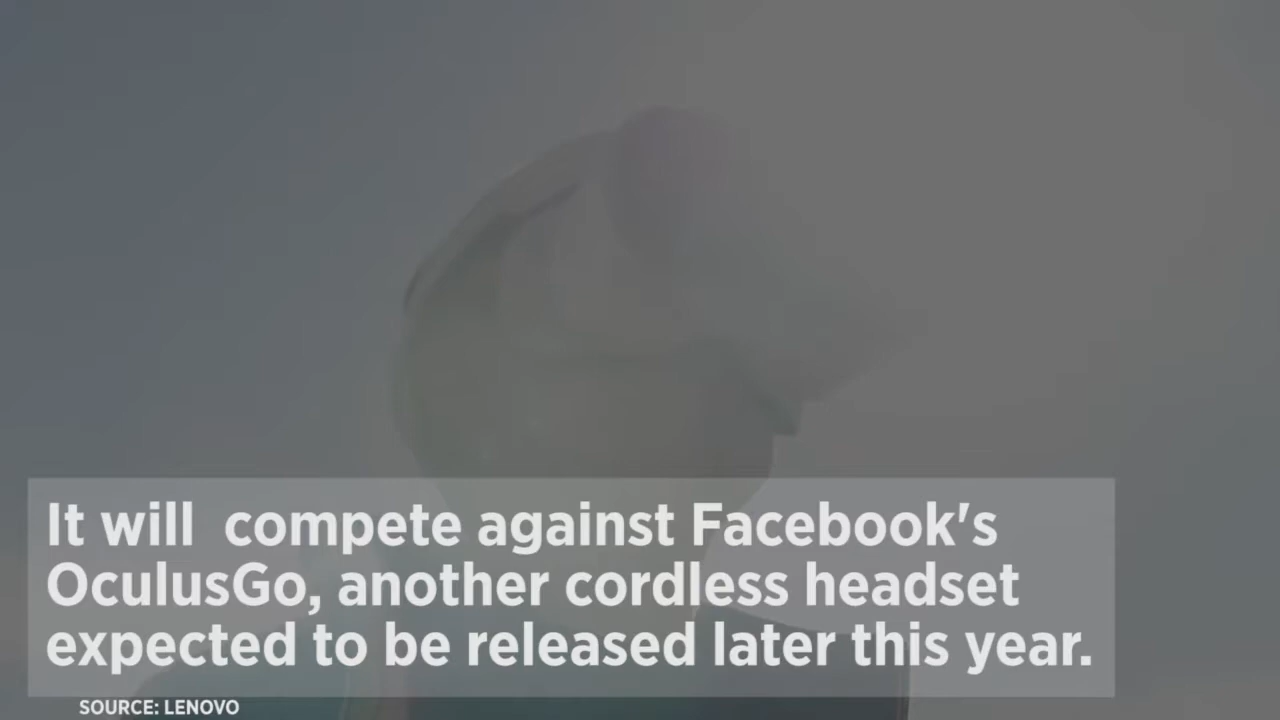 It will  compete against Facebook's
OculusGo, another cordless headset
expected to be released later this year.
SOURCE: LENOVO